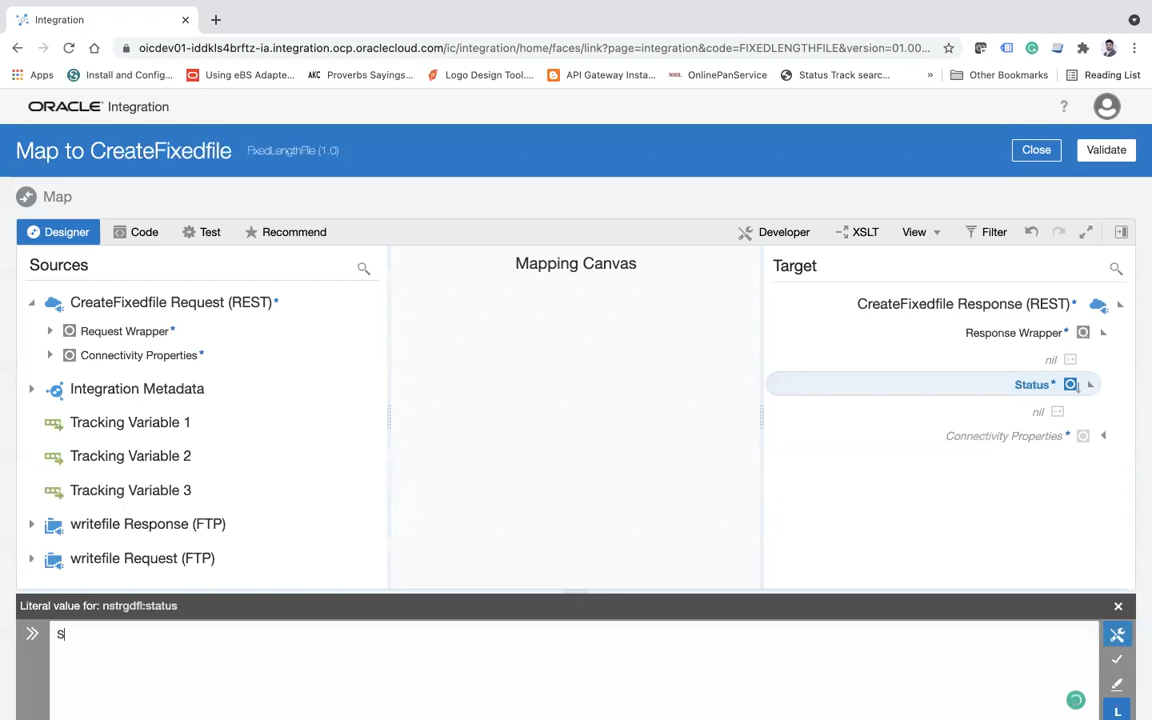 Integration
oicdev01-iddkls4brftz-ia.integration.ocp.oraclecloud.com/ic/integration/home/faces/link?page=integration&code=FIXEDLENGTHFILE&version=01.00...
Apps Install and Config... Using eBS Adapte... AKC Proverbs Sayings... Logo Design Tool.... API Gateway Insta... NSDL OnlinePanService Status Track searc... » Other Bookmarks Reading List
ORACLE Integration ?
Map to CreateFixedfile FixedLengthFile (1.0) Close Validate
Map
Designer Code Test Recommend Developer XSLT View Filter
Sources
Mapping Canvas
Target
CreateFixedfile Request (REST)*
Request Wrapper*
Connectivity Properties*
Integration Metadata
Tracking Variable 1
Tracking Variable 2
Tracking Variable 3
writefile Response (FTP)
writefile Request (FTP)
CreateFixedfile Response (REST)*
Response Wrapper*
nil
Status*
nil
Connectivity Properties*
Literal value for: nstrgdfl:status
S
L